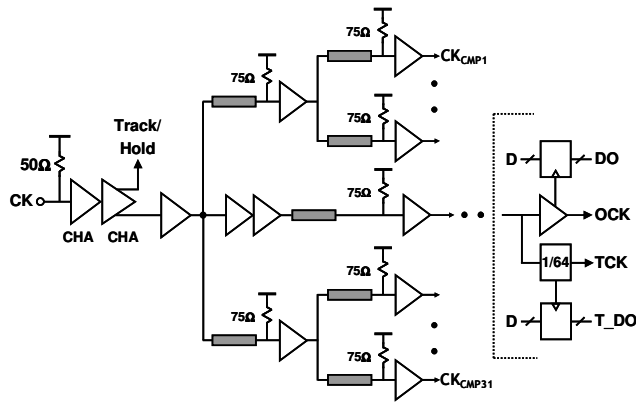 75Ω
CKCMP1
75Ω
75Ω
Track/
Hold
50Ω
CK
CHA
CHA
75Ω
D
DO
OCK
1/64
TCK
D
T_DO
75Ω
75Ω
75Ω
CKCMP31